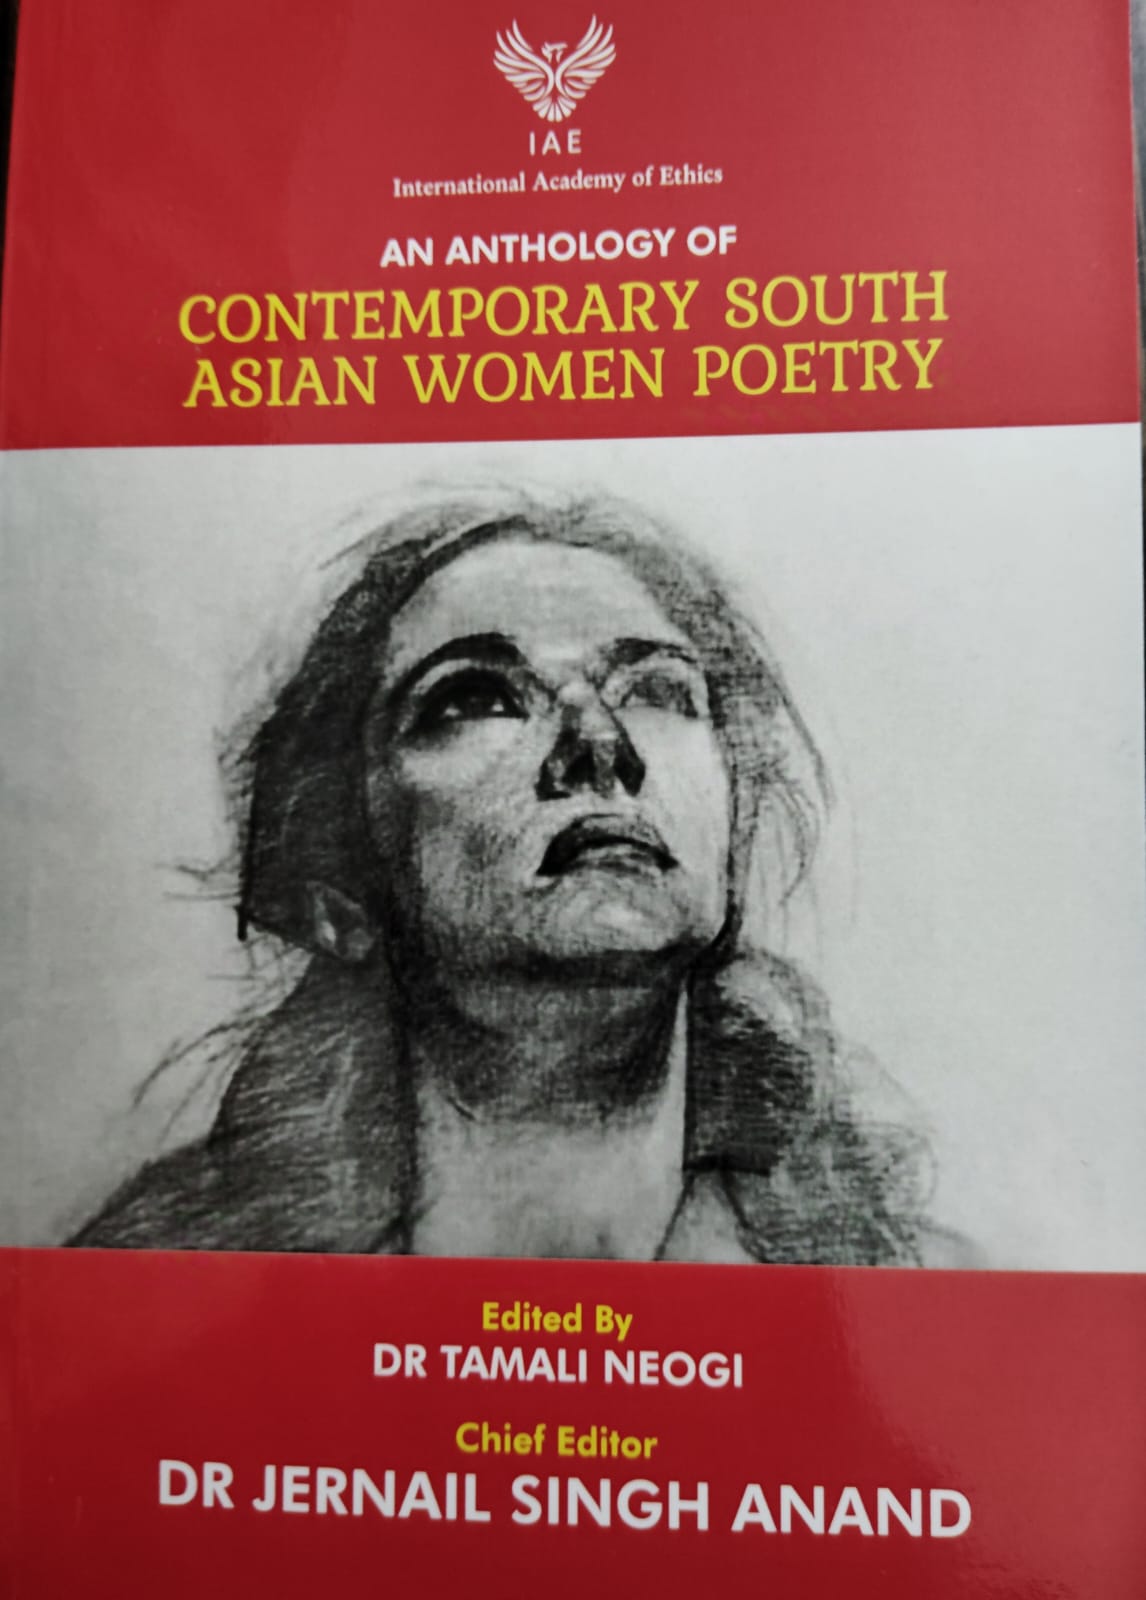 IAE
International Academy of Ethics
AN ANTHOLOGY OF
CONTEMPORARY SOUTH
ASIAN WOMEN POETRY
Edited By
DR TAMALI NEOGI
Chief Editor
DR JERNAIL SINGH ANAND